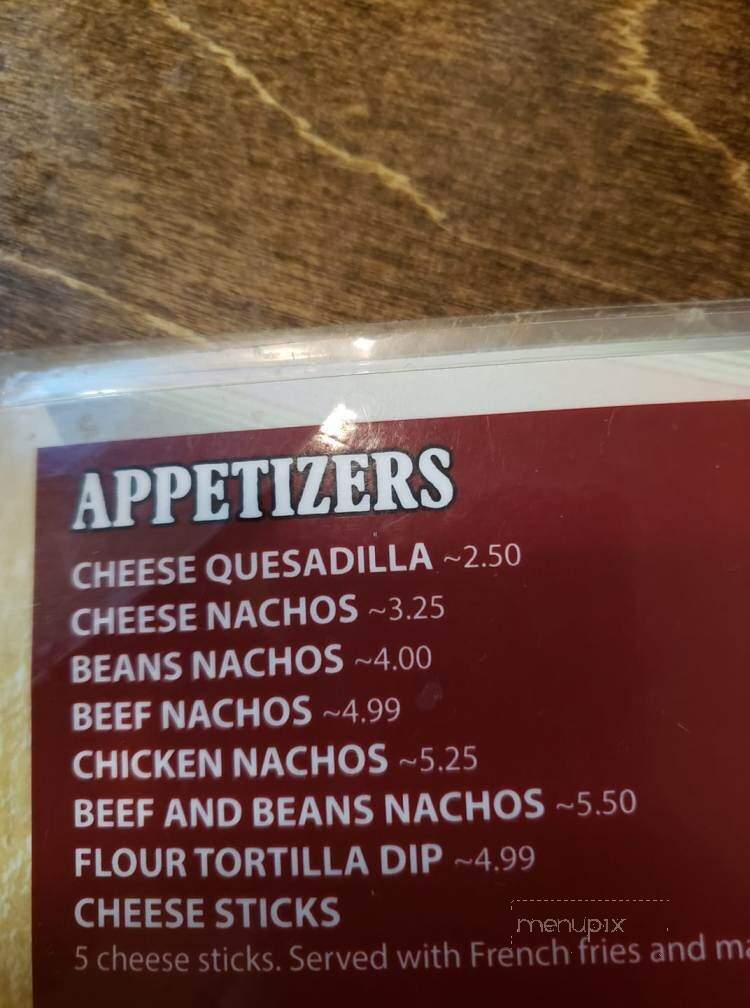 APPETIZERS
CHEESE QUESADILLA ~2.50
CHEESE NACHOS ~3.25
BEANS NACHOS ~4.00
BEEF NACHOS ~4.99
CHICKEN NACHOS ~5.25
BEEF AND BEANS NACHOS ~5.50
FLOUR TORTILLA DIP ~4.99
CHEESE STICKS
menupix
5 cheese sticks. Served with French fries and